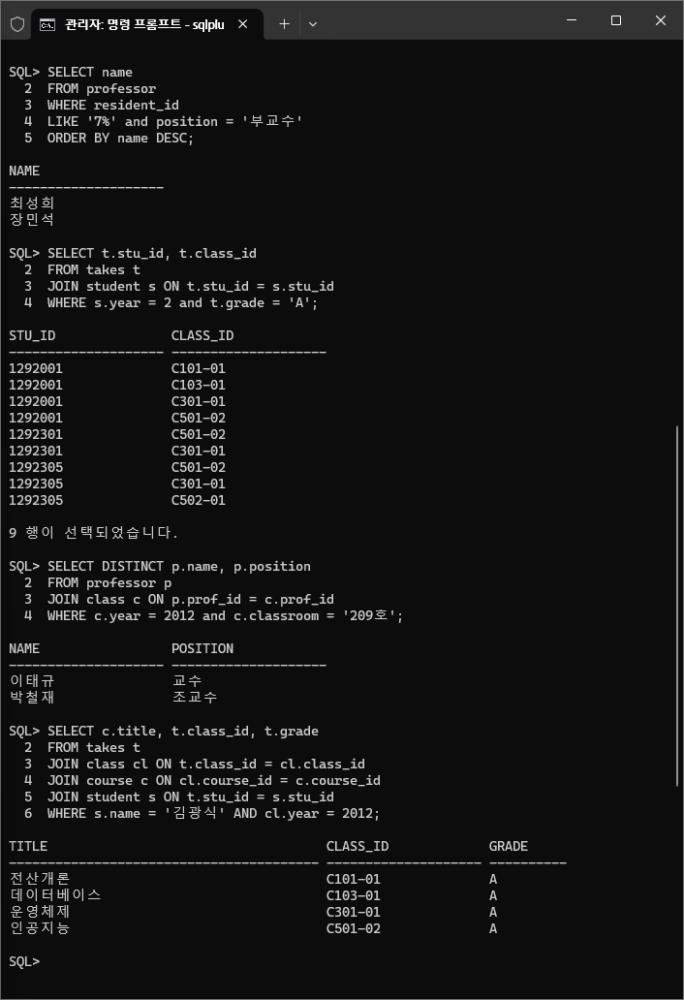 관리자: 명령 프롬프트 - sqlplu
SQL> SELECT name
2 FROM professor
3 WHERE resident_id
4 LIKE '7%' and position = '부교수'
5 ORDER BY name DESC;
NAME
--------------------
최성희
장민석
SQL> SELECT t.stu_id, t.class_id
2 FROM takes t
3 JOIN student s ON t.stu_id = s.stu_id
4 WHERE s.year = 2 and t.grade = 'A';
STU_ID CLASS_ID
-------------------- --------------------
1292001 C101-01
1292001 C103-01
1292001 C301-01
1292001 C501-02
1292301 C501-02
1292301 C301-01
1292305 C501-02
1292305 C301-01
1292305 C502-01
9 행이 선택되었습니다.
SQL> SELECT DISTINCT p.name, p.position
2 FROM professor p
3 JOIN class c ON p.prof_id = c.prof_id
4 WHERE c.year = 2012 and c.classroom = '209호';
NAME POSITION
-------------------- --------------------
이태규 교수
박철재 조교수
SQL> SELECT c.title, t.class_id, t.grade
2 FROM takes t
3 JOIN class cl ON t.class_id = cl.class_id
4 JOIN course c ON cl.course_id = c.course_id
5 JOIN student s ON t.stu_id = s.stu_id
6 WHERE s.name = '김광식' AND cl.year = 2012;
TITLE CLASS_ID GRADE
---------------------------------------- -------------------- ----------
전산개론 C101-01 A
데이터베이스 C103-01 A
운영체제 C301-01 A
인공지능 C501-02 A
SQL>